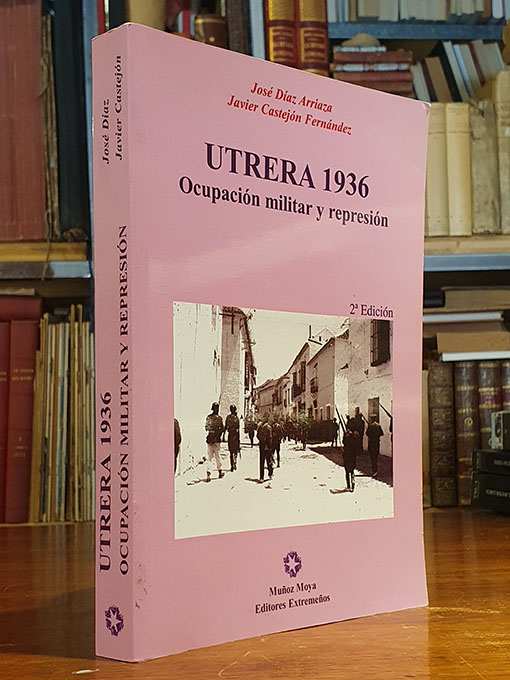 José Díaz
Javier Castejón
UTRERA 1936
OCUPACIÓN MILITAR Y REPRESIÓN
José Díaz Arriaza
Javier Castejón Fernández
UTRERA 1936
Ocupación militar y represión
2ª Edición
Muñoz Moya
Editores Extremeños